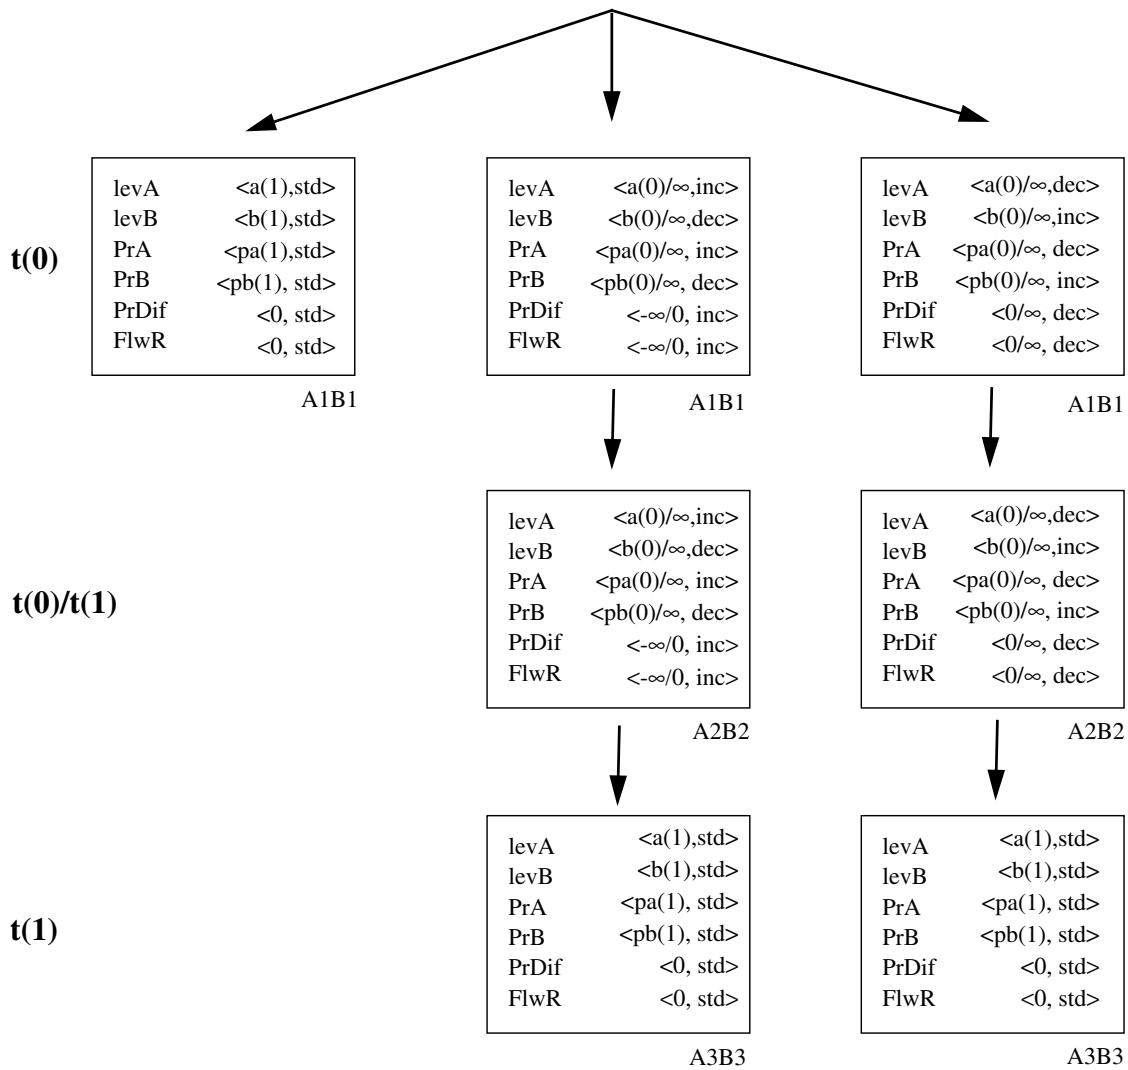 t(0)
levA <a(1),std>
levB <b(1),std>
PrA <pa(1),std>
PrB <pb(1), std>
PrDif <0, std>
FlwR <0, std>
A1B1
levA <a(0)/∞,inc>
levB <b(0)/∞,dec>
PrA <pa(0)/∞, inc>
PrB <pb(0)/∞, dec>
PrDif <-∞/0, inc>
FlwR <-∞/0, inc>
A1B1
levA <a(0)/∞,dec>
levB <b(0)/∞,inc>
PrA <pa(0)/∞, dec>
PrB <pb(0)/∞, inc>
PrDif <0/∞, dec>
FlwR <0/∞, dec>
A1B1
t(0)/t(1)
levA <a(0)/∞,inc>
levB <b(0)/∞,dec>
PrA <pa(0)/∞, inc>
PrB <pb(0)/∞, dec>
PrDif <-∞/0, inc>
FlwR <-∞/0, inc>
A2B2
levA <a(0)/∞,dec>
levB <b(0)/∞,inc>
PrA <pa(0)/∞, dec>
PrB <pb(0)/∞, inc>
PrDif <0/∞, dec>
FlwR <0/∞, dec>
A2B2
t(1)
levA <a(1),std>
levB <b(1),std>
PrA <pa(1), std>
PrB <pb(1), std>
PrDif <0, std>
FlwR <0, std>
A3B3
levA <a(1),std>
levB <b(1),std>
PrA <pa(1), std>
PrB <pb(1), std>
PrDif <0, std>
FlwR <0, std>
A3B3